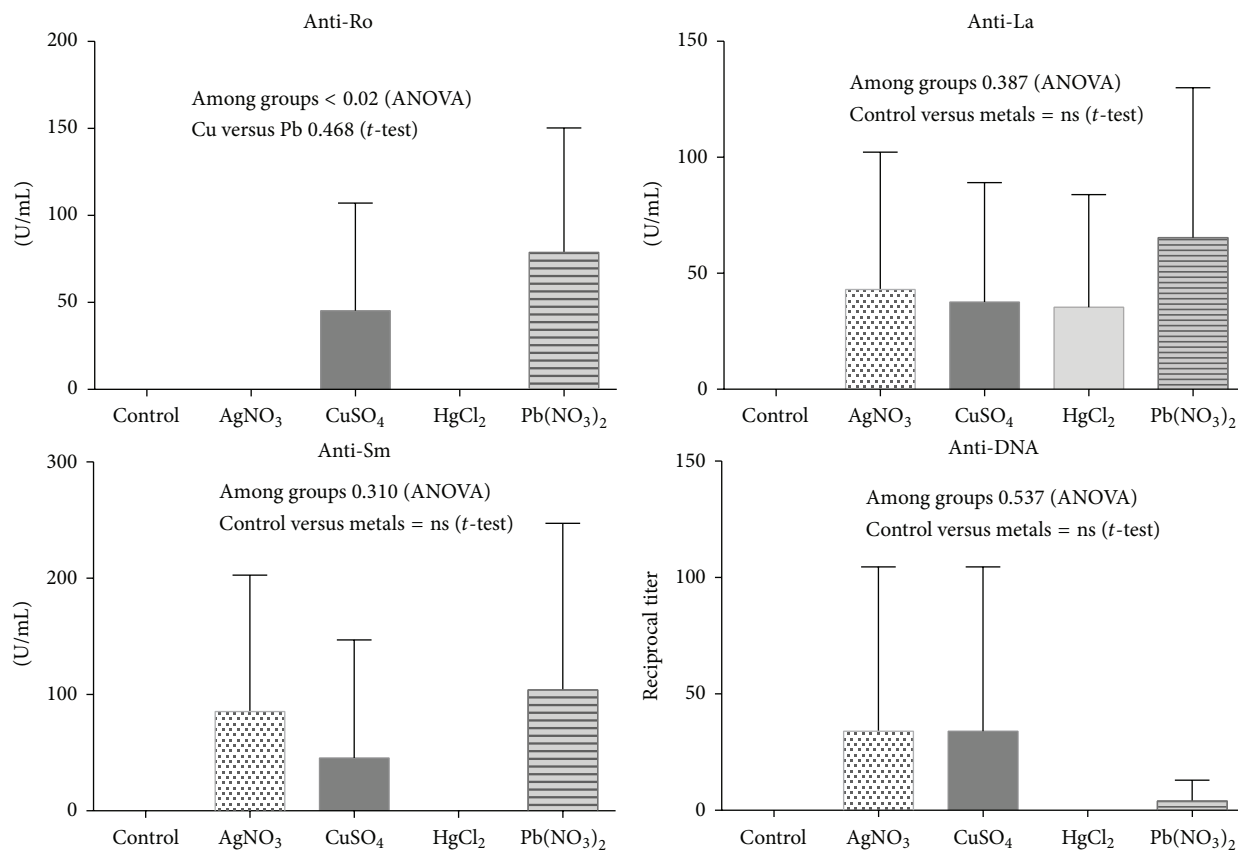 Anti-Ro
200
150
100
50
0
(U/mL)
Among groups < 0.02 (ANOVA)
Cu versus Pb 0.468 (t-test)
Control AgNO₃ CuSO₄ HgCl₂ Pb(NO₃)₂
Anti-La
150
100
50
0
(U/mL)
Among groups 0.387 (ANOVA)
Control versus metals = ns (t-test)
Control AgNO₃ CuSO₄ HgCl₂ Pb(NO₃)₂
Anti-Sm
300
200
100
0
(U/mL)
Among groups 0.310 (ANOVA)
Control versus metals = ns (t-test)
Control AgNO₃ CuSO₄ HgCl₂ Pb(NO₃)₂
Anti-DNA
150
100
50
0
Reciprocal titer
Among groups 0.537 (ANOVA)
Control versus metals = ns (t-test)
Control AgNO₃ CuSO₄ HgCl₂ Pb(NO₃)₂